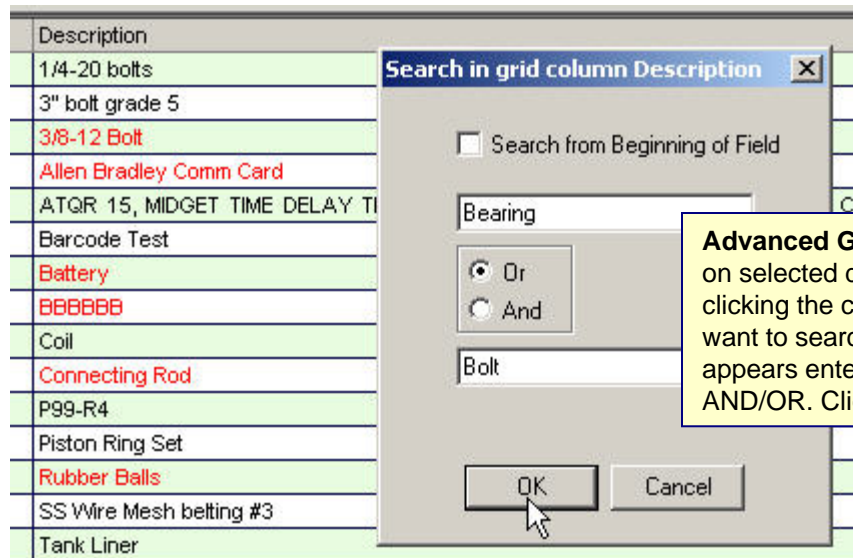 Description
1/4-20 bolts
3" bolt grade 5
3/8-12 Bolt
Allen Bradley Comm Card
ATQR 15, MIDGET TIME DELAY
Barcode Test
Battery
BBBBBB
Coil
Connecting Rod
P99-R4
Piston Ring Set
Rubber Balls
SS Wire Mesh belting #3
Tank Liner
Search in grid column Description
Search from Beginning of Field
Bearing
Or
And
Bolt
OK
Cancel
Advanced
on selected
clicking the
want to
appears
AND/OR.